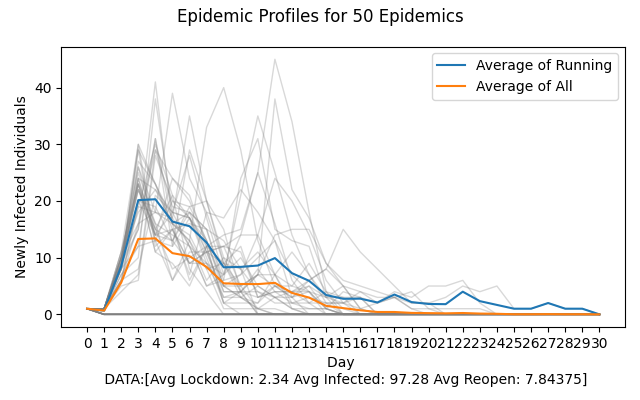 Epidemic Profiles for 50 Epidemics
Average of Running
Average of All
Newly Infected Individuals
40
30
20
10
0
0 1 2 3 4 5 6 7 8 9 10 11 12 13 14 15 16 17 18 19 20 21 22 23 24 25 26 27 28 29 30
Day
DATA:[Avg Lockdown: 2.34 Avg Infected: 97.28 Avg Reopen: 7.84375]